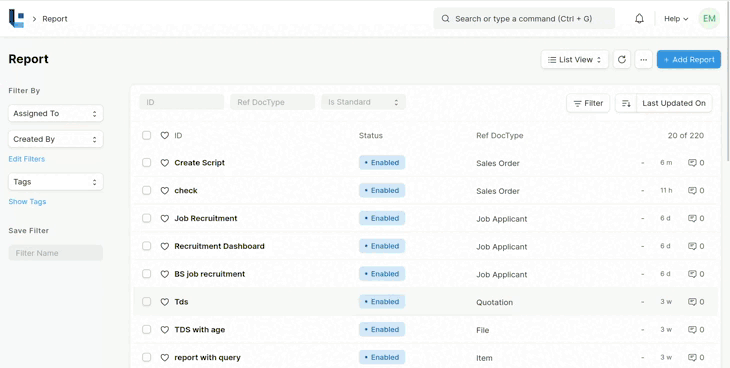 Report
Search or type a command (Ctrl + G)
Help
EM
Report
List View
+ Add Report
Filter By
Assigned To
Created By
Edit Filters
Tags
Show Tags
Save Filter
Filter Name
ID
Ref DocType
Is Standard
Filter
Last Updated On
ID Status Ref DocType 20 of 220
Create Script Enabled Sales Order - 6 m 0
check Enabled Sales Order - 11 h 0
Job Recruitment Enabled Job Applicant - 6 d 0
Recruitment Dashboard Enabled Job Applicant - 6 d 0
BS job recruitment Enabled Job Applicant - 6 d 0
Tds Enabled Quotation - 3 w 0
TDS with age Enabled File - 3 w 0
report with query Enabled Item - 3 w 0